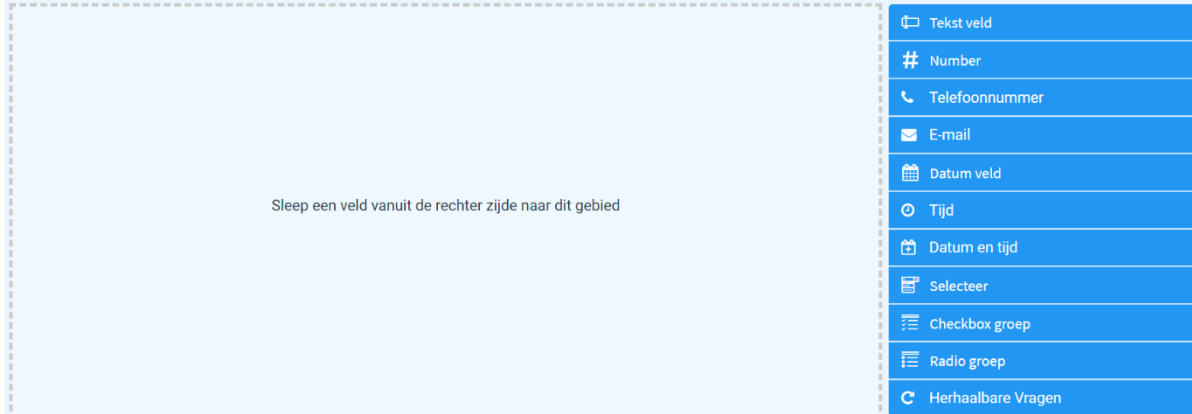 Sleep een veld vanuit de rechter zijde naar dit gebied
Tekst veld
Number
Telefoonnummer
E-mail
Datum veld
Tijd
Datum en tijd
Selecteer
Checkbox groep
Radio groep
Herhaalbare Vragen